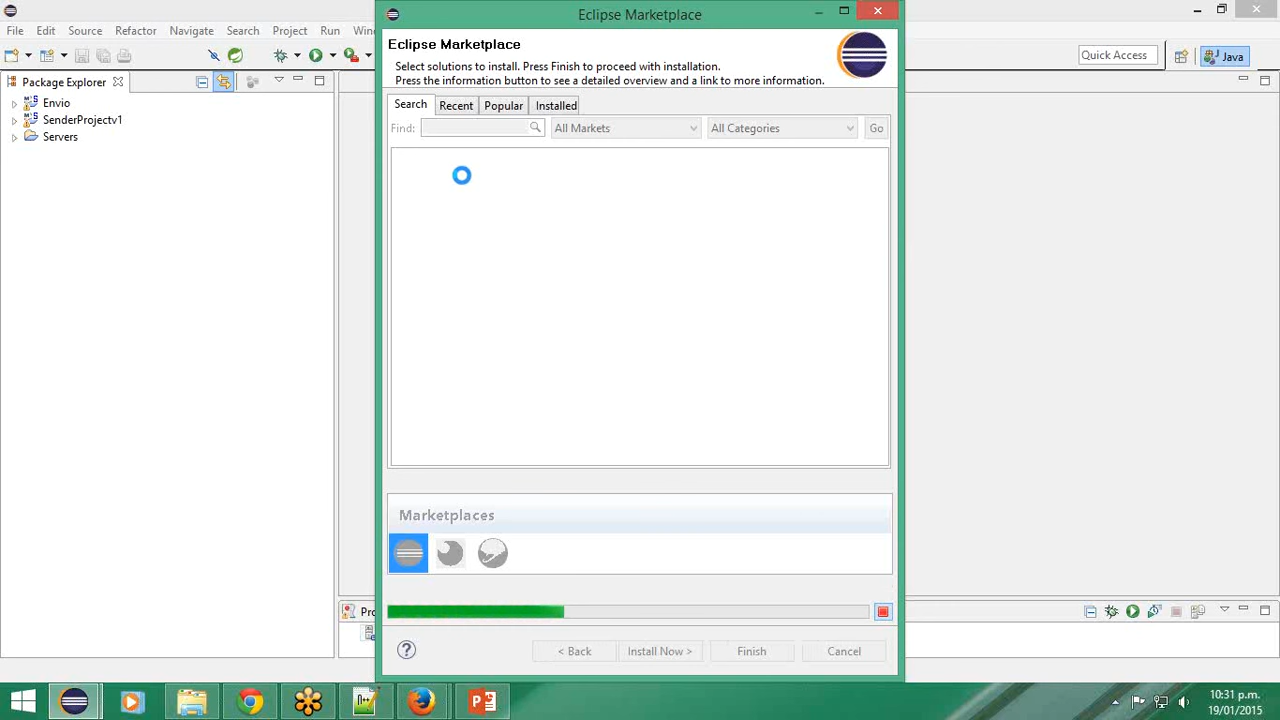 Eclipse Marketplace
File Edit Source Refactor Navigate Search Project Run
Eclipse Marketplace
Select solutions to install. Press Finish to proceed with installation.
Press the information button to see a detailed overview and a link to more information.
Quick Access
Java
Package Explorer
Envio
SenderProjectv1
Servers
Search Recent Popular Installed
Find: All Markets All Categories Go
Marketplaces
< Back Install Now > Finish Cancel
10:31 p.m.
19/01/2015